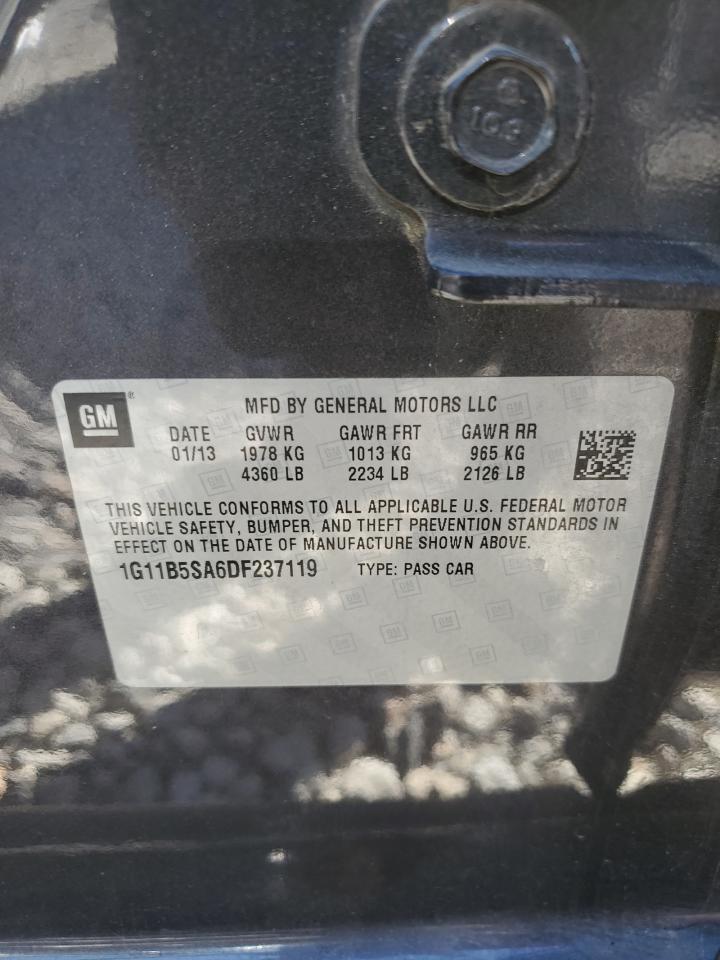 109
GM ®
MFD BY GENERAL MOTORS LLC
DATE GVWR GAWR FRT GAWR RR
01/13 1978 KG 1013 KG 965 KG
4360 LB 2234 LB 2126 LB
THIS VEHICLE CONFORMS TO ALL APPLICABLE U.S. FEDERAL MOTOR
VEHICLE SAFETY, BUMPER, AND THEFT PREVENTION STANDARDS IN
EFFECT ON THE DATE OF MANUFACTURE SHOWN ABOVE.
1G11B5SA6DF237119 TYPE: PASS CAR